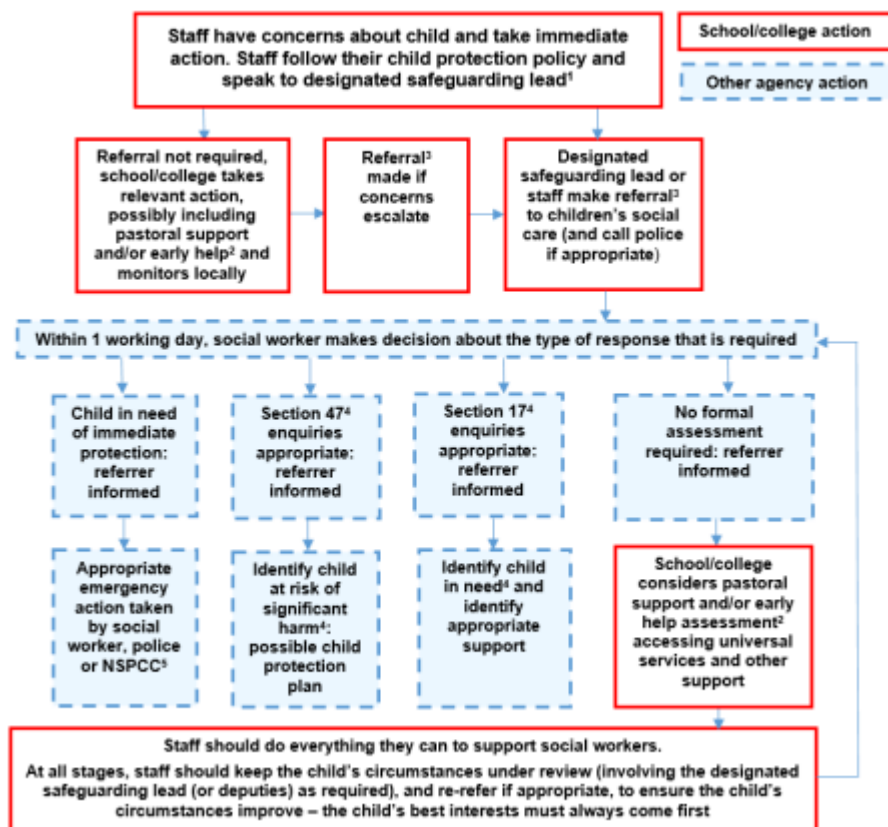 Staff have concerns about child and take immediate
action. Staff follow their child protection policy and
speak to designated safeguarding lead¹
School/college action
Other agency action
Referral not required,
school/college takes
relevant action,
possibly including
pastoral support
and/or early help² and
monitors locally
Referral³
made if
concerns
escalate
Designated
safeguarding lead or
staff make referral³
to children's social
care (and call police
if appropriate)
Within 1 working day, social worker makes decision about the type of response that is required
Child in need
of immediate
protection:
referrer
informed
Section 47⁴
enquiries
appropriate:
referrer
informed
Section 17⁴
enquiries
appropriate:
referrer
informed
No formal
assessment
required: referrer
informed
Appropriate
emergency
action taken
by social
worker, police
or NSPCC⁵
Identify child
at risk of
significant
harm⁴:
possible child
protection
plan
Identify child
in need⁴ and
identify
appropriate
support
School/college
considers pastoral
support and/or early
help assessment²
accessing universal
services and other
support
Staff should do everything they can to support social workers.
At all stages, staff should keep the child's circumstances under review (involving the designated
safeguarding lead (or deputies) as required), and re-refer if appropriate, to ensure the child's
circumstances improve – the child's best interests must always come first